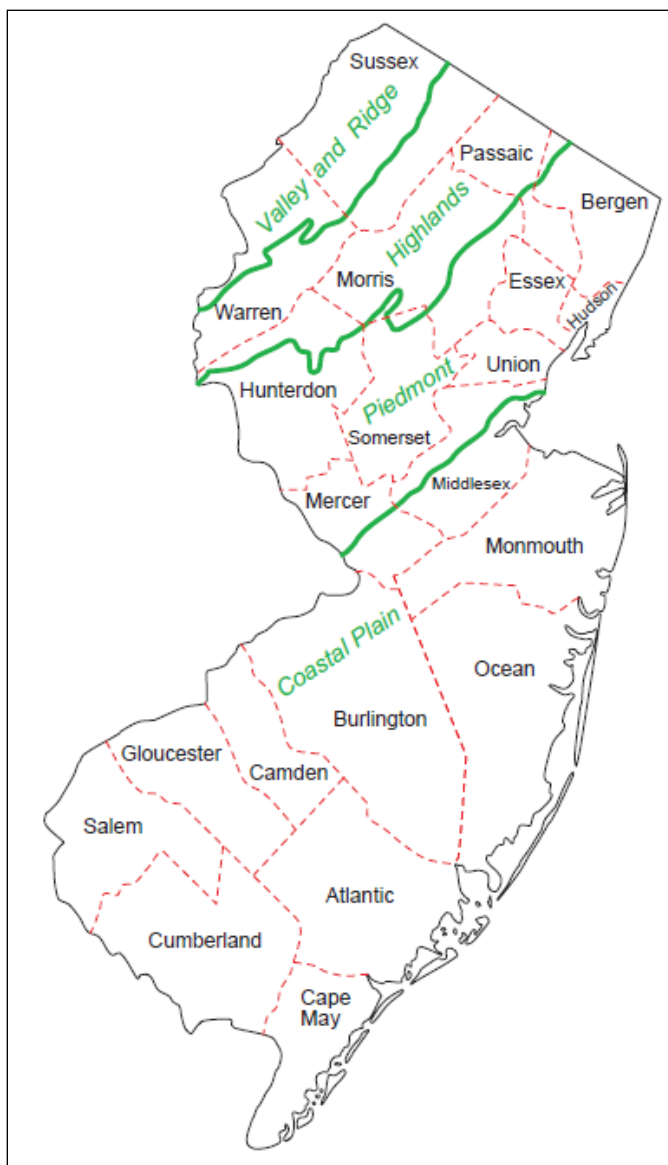 Sussex
Valley and Ridge
Passaic
Bergen
Highlands
Morris
Essex
Hudson
Warren
Union
Hunterdon
Piedmont
Somerset
Middlesex
Mercer
Monmouth
Coastal Plain
Ocean
Burlington
Gloucester
Camden
Salem
Atlantic
Cumberland
Cape
May